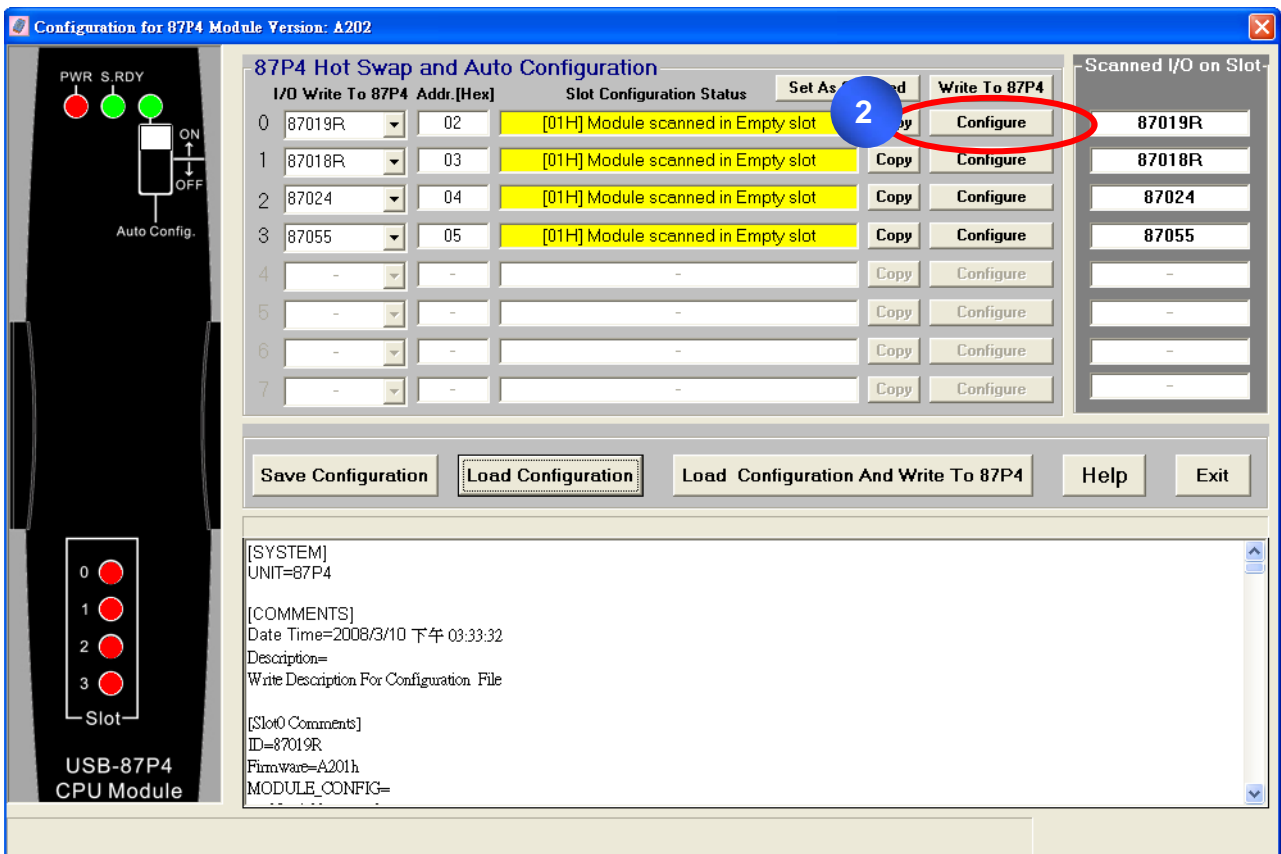 Configuration for 87P4 Module Version: A202
PWR S.RDY
ON
OFF
Auto Config.
87P4 Hot Swap and Auto Configuration
Scanned I/O on Slot
I/O Write To 87P4 Addr.[Hex] Slot Configuration Status Set As Write To 87P4
2
0 87019R 02 [01H] Module scanned in Empty slot Configure 87019R
1 87018R 03 [01H] Module scanned in Empty slot Copy Configure 87018R
2 87024 04 [01H] Module scanned in Empty slot Copy Configure 87024
3 87055 05 [01H] Module scanned in Empty slot Copy Configure 87055
4 - - - Copy Configure -
5 - - - Copy Configure -
6 - - - Copy Configure -
7 - - - Copy Configure -
Save Configuration Load Configuration Load Configuration And Write To 87P4 Help Exit
[SYSTEM]
UNIT=87P4
[COMMENTS]
Date Time=2008/3/10 下午 03:33:32
Description=
Write Description For Configuration File
[Slot0 Comments]
ID=87019R
Firmware=A201h
MODULE_CONFIG=
0
1
2
3
Slot
USB-87P4
CPU Module